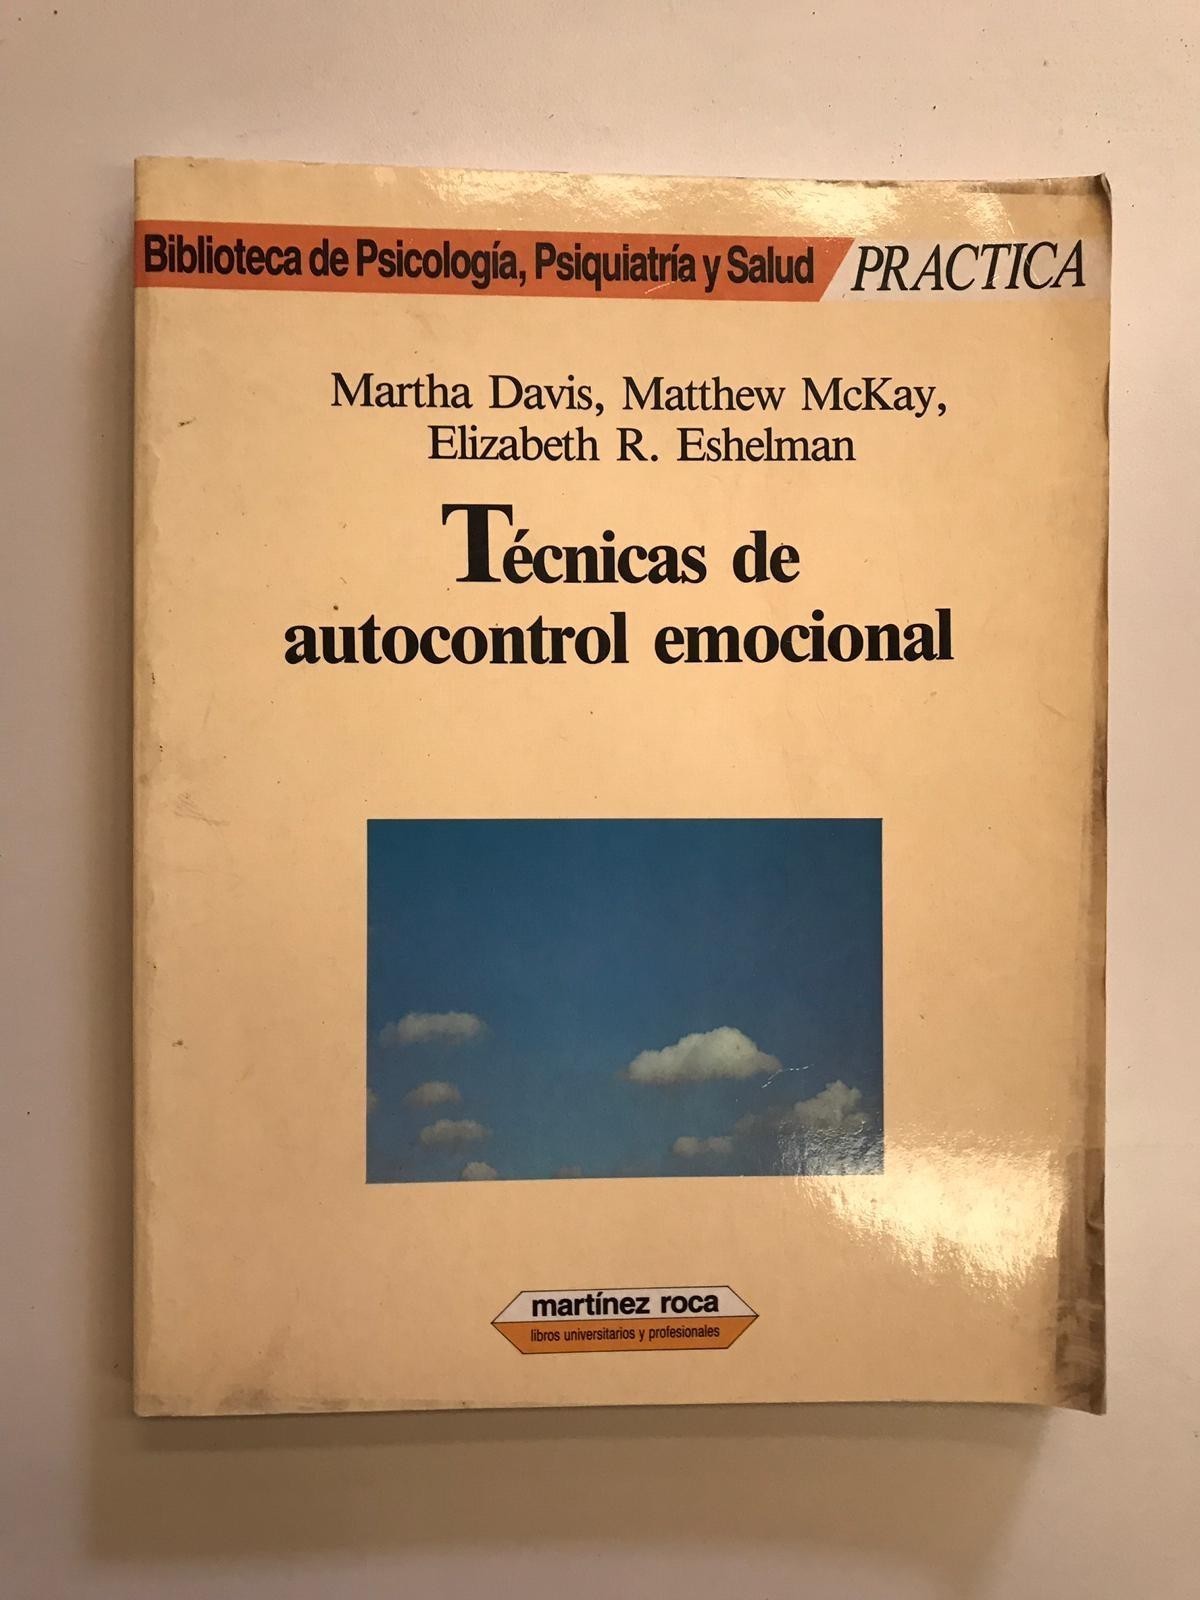 Biblioteca de Psicología, Psiquiatría y Salud PRACTICA
Martha Davis, Matthew McKay,
Elizabeth R. Eshelman
Técnicas de
autocontrol emocional
martínez roca
libros universitarios y profesionales